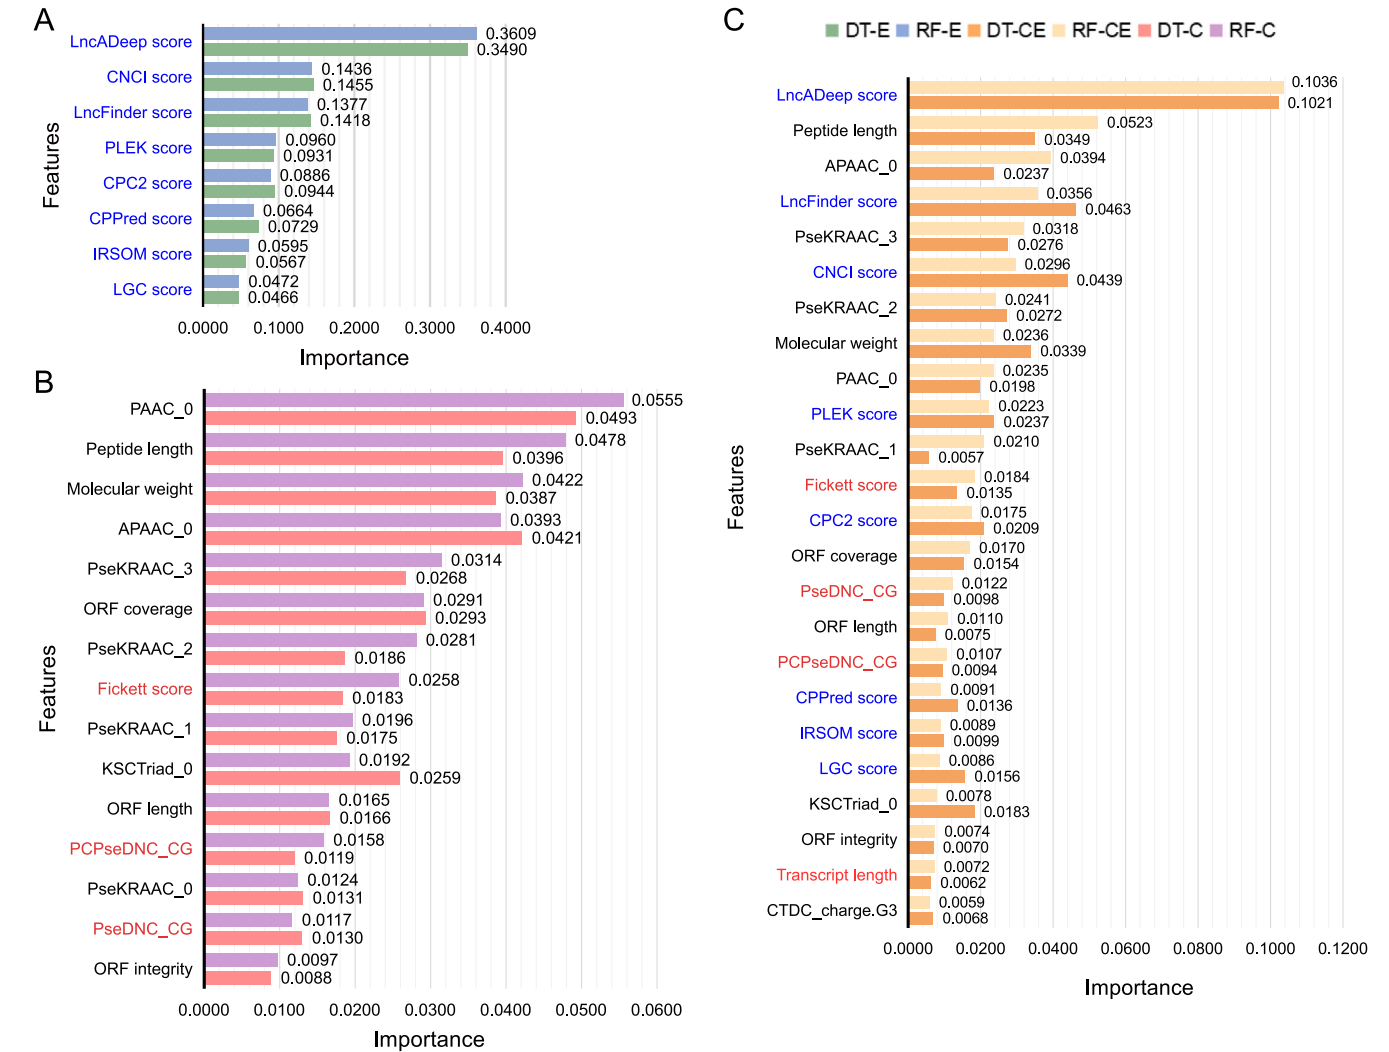 A
LncADeep score 0.3609
0.3490
CNCI score 0.1436
0.1455
LncFinder score 0.1377
0.1418
PLEK score 0.0960
0.0931
CPC2 score 0.0886
0.0944
CPPred score 0.0664
0.0729
IRSOM score 0.0595
0.0567
LGC score 0.0472
0.0466
Features
0.0000 0.1000 0.2000 0.3000 0.4000
Importance
B
PAAC_0 0.0555
0.0493
Peptide length 0.0478
0.0396
Molecular weight 0.0422
0.0387
APAAC_0 0.0393
0.0421
PseKRAAC_3 0.0314
0.0268
ORF coverage 0.0291
0.0293
PseKRAAC_2 0.0281
0.0186
Fickett score 0.0258
0.0183
PseKRAAC_1 0.0196
0.0175
KSCTriad_0 0.0192
0.0259
ORF length 0.0165
0.0166
PCPseDNC_CG 0.0158
0.0119
PseKRAAC_0 0.0124
0.0131
PseDNC_CG 0.0117
0.0130
ORF integrity 0.0097
0.0088
Features
0.0000 0.0100 0.0200 0.0300 0.0400 0.0500 0.0600
Importance
C
DT-E RF-E DT-CE RF-CE DT-C RF-C
LncADeep score 0.1036
0.1021
Peptide length 0.0523
0.0349
APAAC_0 0.0394
0.0237
LncFinder score 0.0356
0.0463
PseKRAAC_3 0.0318
0.0276
CNCI score 0.0296
0.0439
PseKRAAC_2 0.0241
0.0272
Molecular weight 0.0236
0.0339
PAAC_0 0.0235
0.0198
PLEK score 0.0223
0.0237
PseKRAAC_1 0.0210
0.0057
Fickett score 0.0184
0.0135
CPC2 score 0.0175
0.0209
ORF coverage 0.0170
0.0154
PseDNC_CG 0.0122
0.0098
ORF length 0.0110
0.0075
PCPseDNC_CG 0.0107
0.0094
CPPred score 0.0091
0.0136
IRSOM score 0.0089
0.0099
LGC score 0.0086
0.0156
KSCTriad_0 0.0078
0.0183
ORF integrity 0.0074
0.0070
Transcript length 0.0072
0.0062
CTDC_charge.G3 0.0059
0.0068
Features
0.0000 0.0200 0.0400 0.0600 0.0800 0.1000 0.1200
Importance